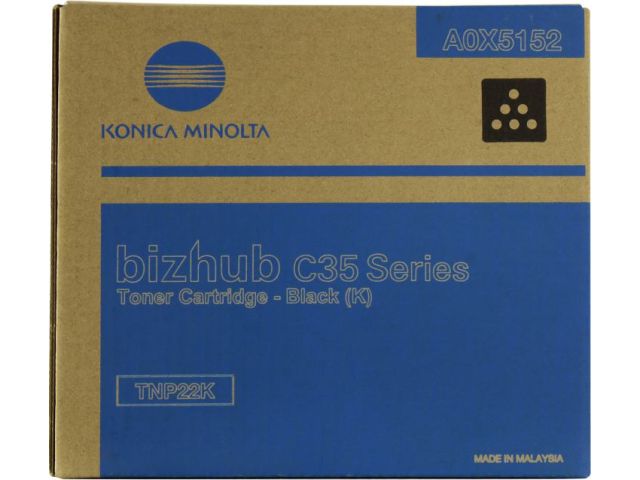 A0X5152
KONICA MINOLTA
bizhub C35 Series
Toner Cartridge - Black (K)
TNP22K
MADE IN MALAYSIA